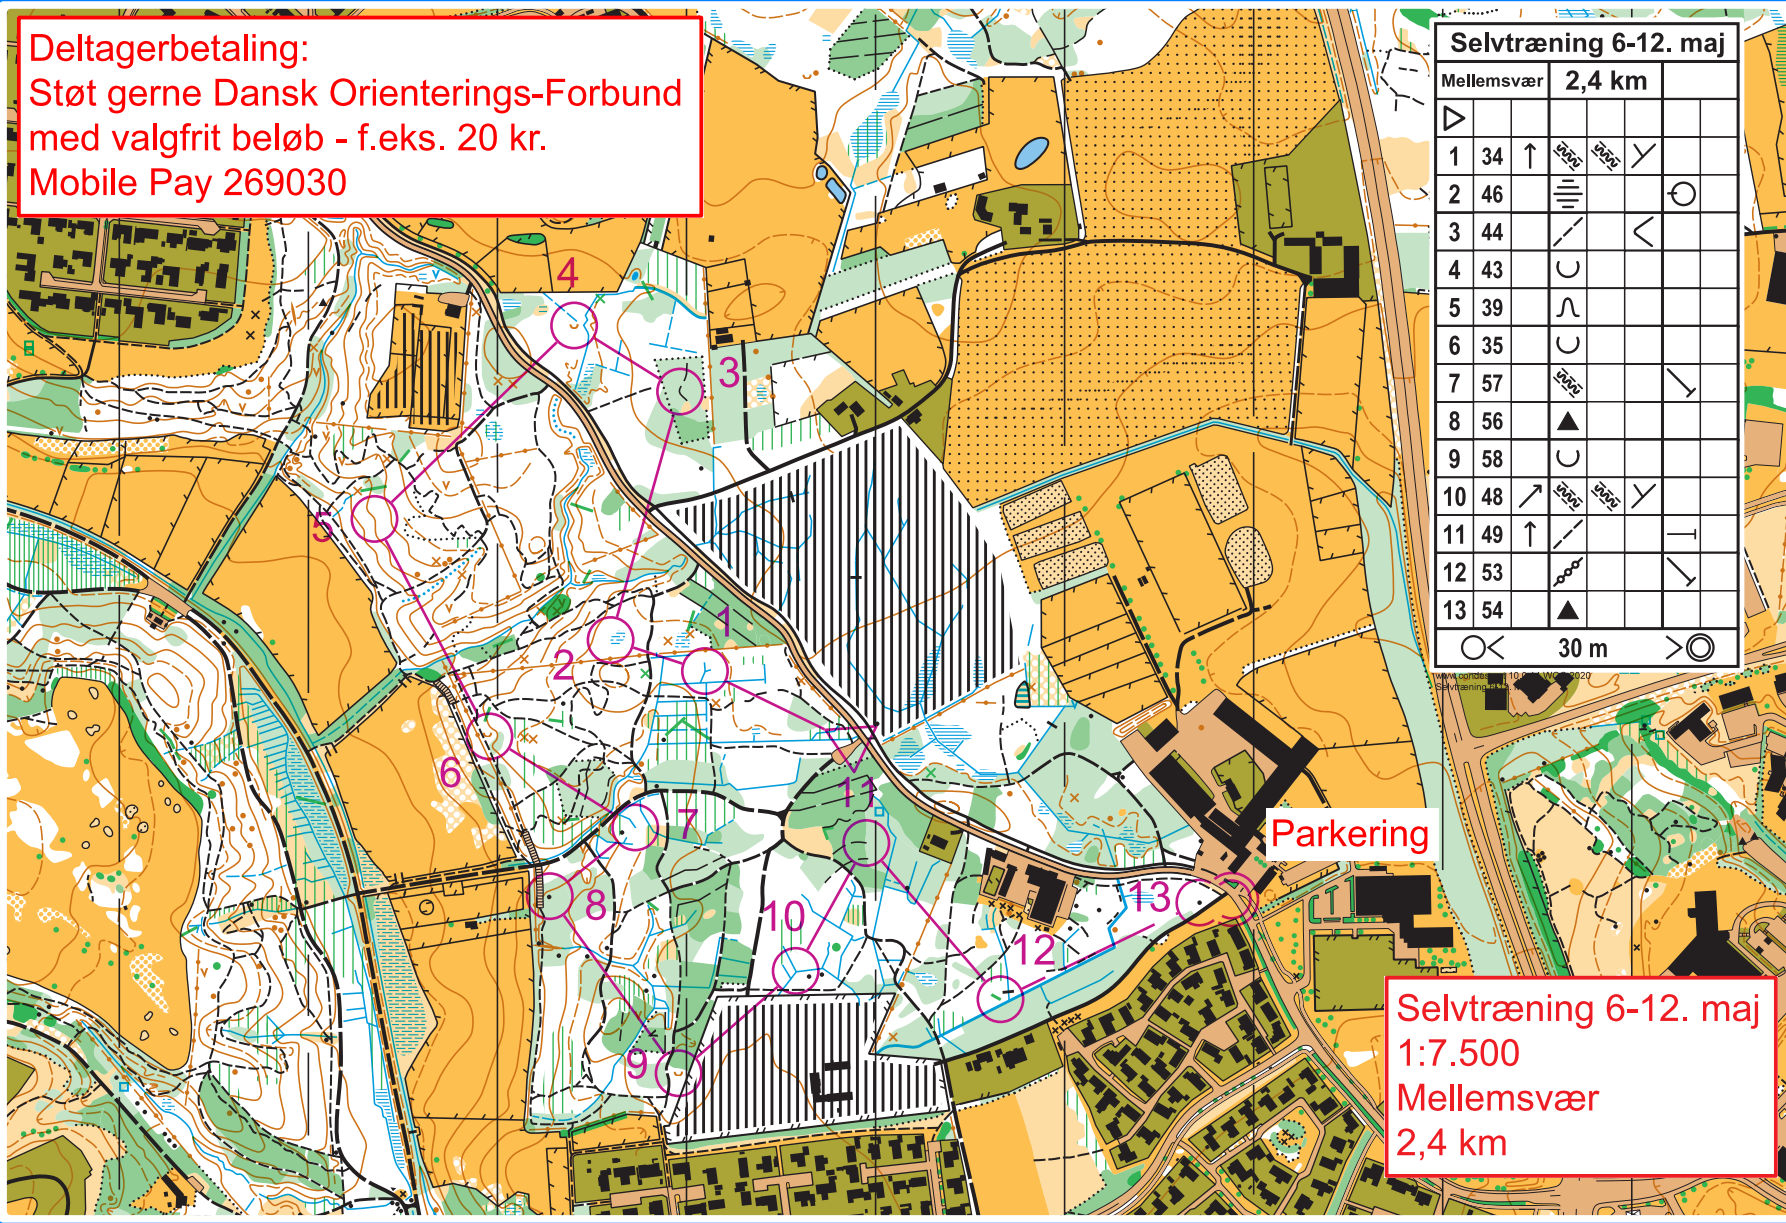 Deltagerbetaling:
Støt gerne Dansk Orienterings-Forbund
med valgfrit beløb - f.eks. 20 kr.
Mobile Pay 269030
Selvtræning 6-12. maj
Mellemsvær 2,4 km
1 34
2 46
3 44
4 43
5 39
6 35
7 57
8 56
9 58
10 48
11 49
12 53
13 54
30 m
4
3
5
1
2
6
7
11
Parkering
8
13
10
12
9
Selvtræning 6-12. maj
1:7.500
Mellemsvær
2,4 km